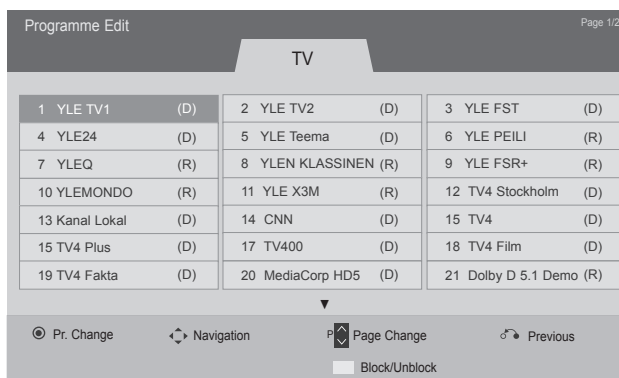 Programme Edit Page 1/2
TV
1 YLE TV1 (D) 2 YLE TV2 (D) 3 YLE FST (D)
4 YLE24 (D) 5 YLE Teema (D) 6 YLE PEILI (R)
7 YLEQ (R) 8 YLEN KLASSINEN (R) 9 YLE FSR+ (R)
10 YLEMONDO (R) 11 YLE X3M (R) 12 TV4 Stockholm (D)
13 Kanal Lokal (D) 14 CNN (D) 15 TV4 (D)
15 TV4 Plus (D) 17 TV400 (D) 18 TV4 Film (D)
19 TV4 Fakta (D) 20 MediaCorp HD5 (D) 21 Dolby D 5.1 Demo (R)
Pr. Change Navigation P Page Change Previous
Block/Unblock